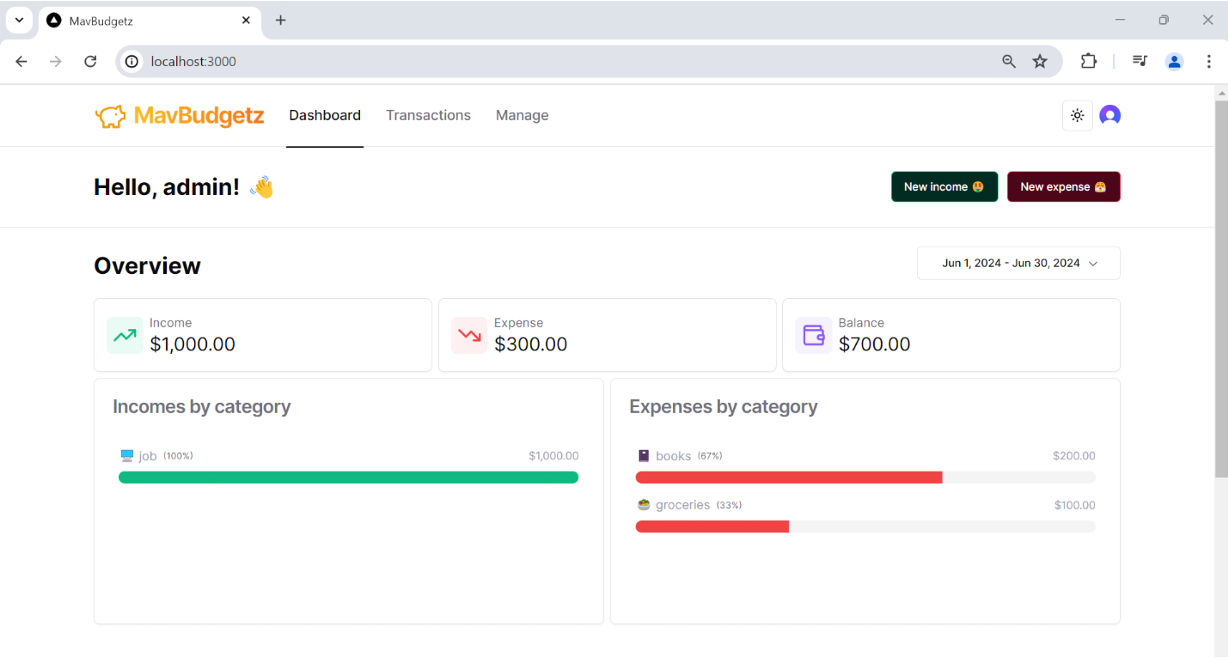 MavBudgetz
localhost:3000
MavBudgetz Dashboard Transactions Manage
Hello, admin! 👋
New income 🤑
New expense 😤
Overview
Jun 1, 2024 - Jun 30, 2024
Income
$1,000.00
Expense
$300.00
Balance
$700.00
Incomes by category
job (100%) $1,000.00
Expenses by category
books (67%) $200.00
groceries (33%) $100.00